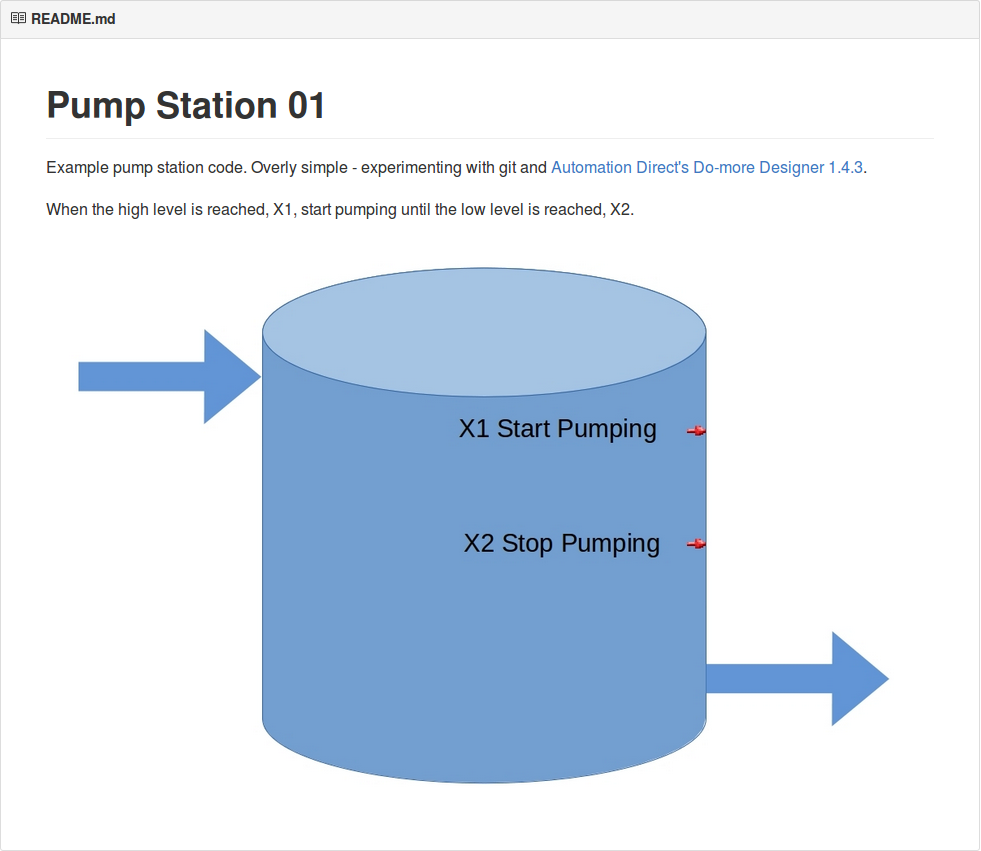 README.md
Pump Station 01
Example pump station code. Overly simple - experimenting with git and Automation Direct's Do-more Designer 1.4.3.
When the high level is reached, X1, start pumping until the low level is reached, X2.
X1 Start Pumping
X2 Stop Pumping